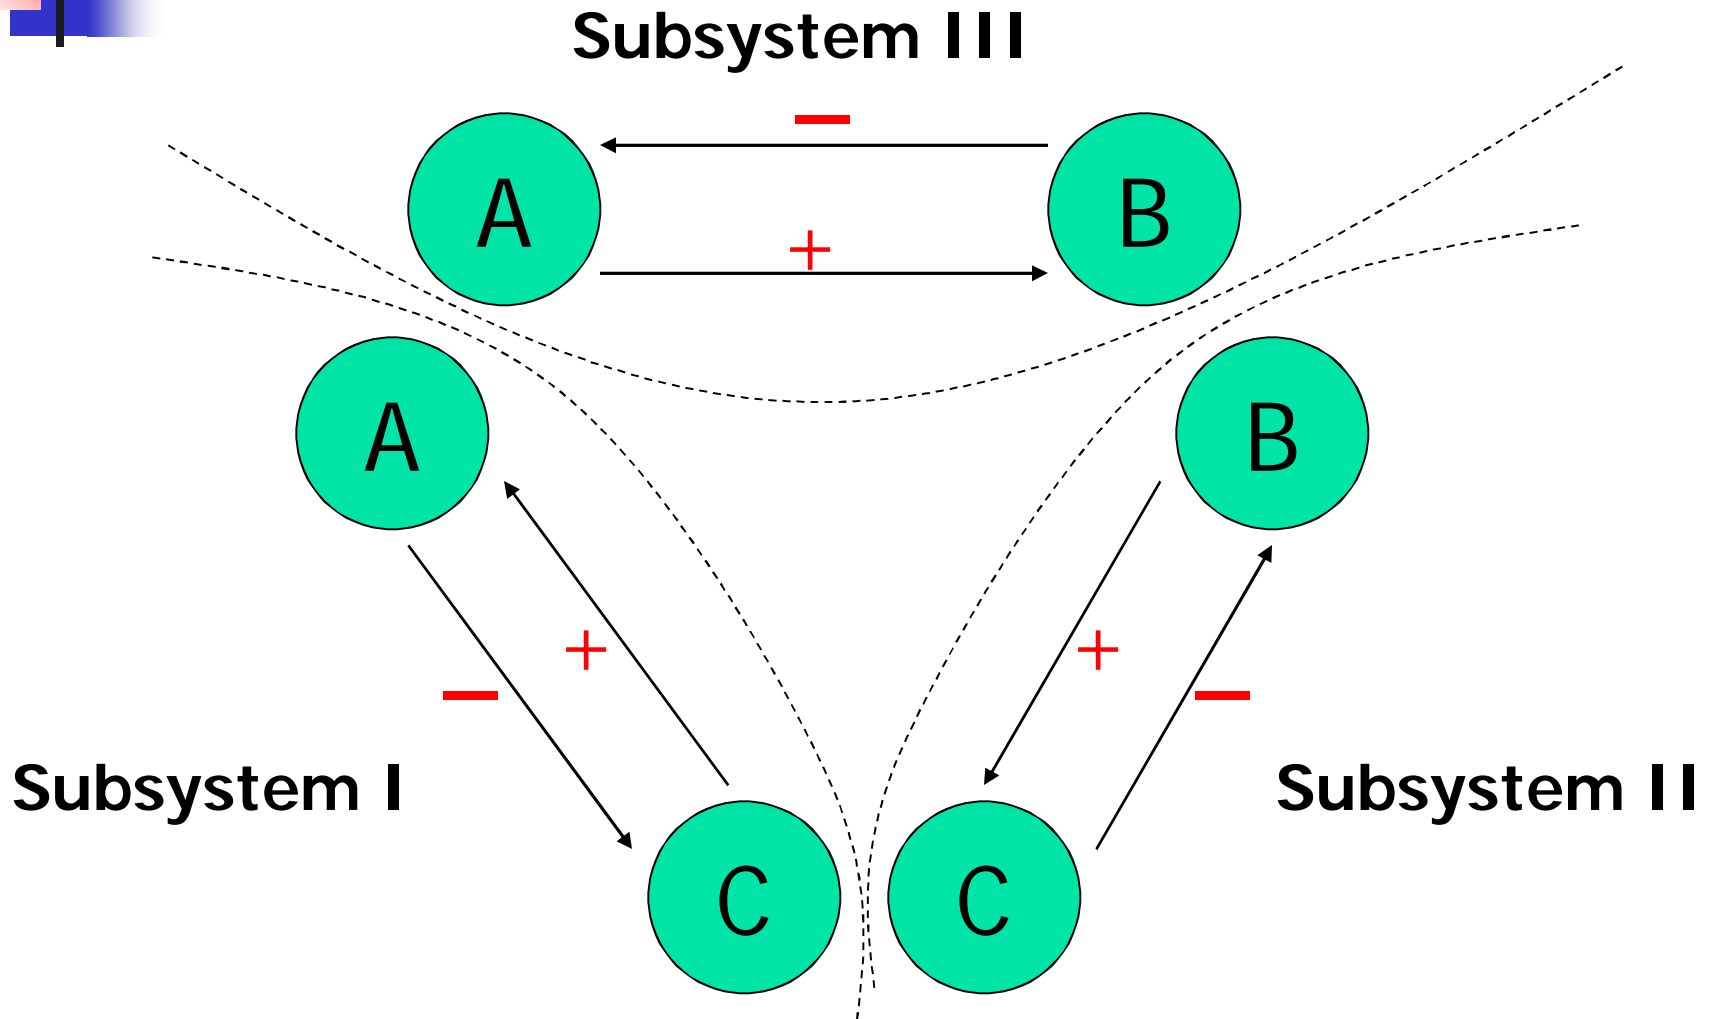 Subsystem III
−
A
B
+
A
B
+
+
−
−
Subsystem I
Subsystem II
C
C